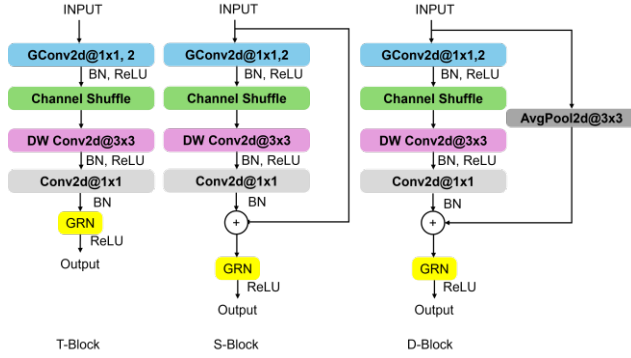 INPUT
GConv2d@1x1, 2
BN, ReLU
Channel Shuffle
DW Conv2d@3x3
BN, ReLU
Conv2d@1x1
BN
GRN
ReLU
Output
T-Block
INPUT
GConv2d@1x1,2
BN, ReLU
Channel Shuffle
DW Conv2d@3x3
BN, ReLU
Conv2d@1x1
BN
+
GRN
ReLU
Output
S-Block
INPUT
GConv2d@1x1,2
BN, ReLU
Channel Shuffle
AvgPool2d@3x3
DW Conv2d@3x3
BN, ReLU
Conv2d@1x1
BN
+
GRN
ReLU
Output
D-Block